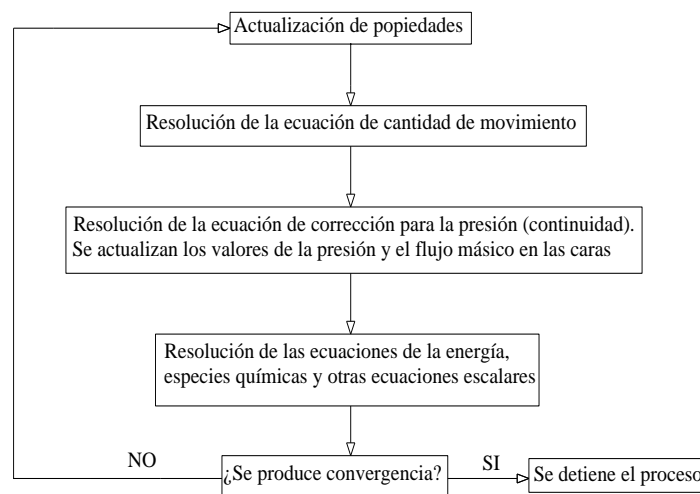 Actualización de popiedades
Resolución de la ecuación de cantidad de movimiento
Resolución de la ecuación de corrección para la presión (continuidad).
Se actualizan los valores de la presión y el flujo másico en las caras
Resolución de las ecuaciones de la energía,
especies químicas y otras ecuaciones escalares
NO
¿Se produce convergencia?
SI
Se detiene el proceso